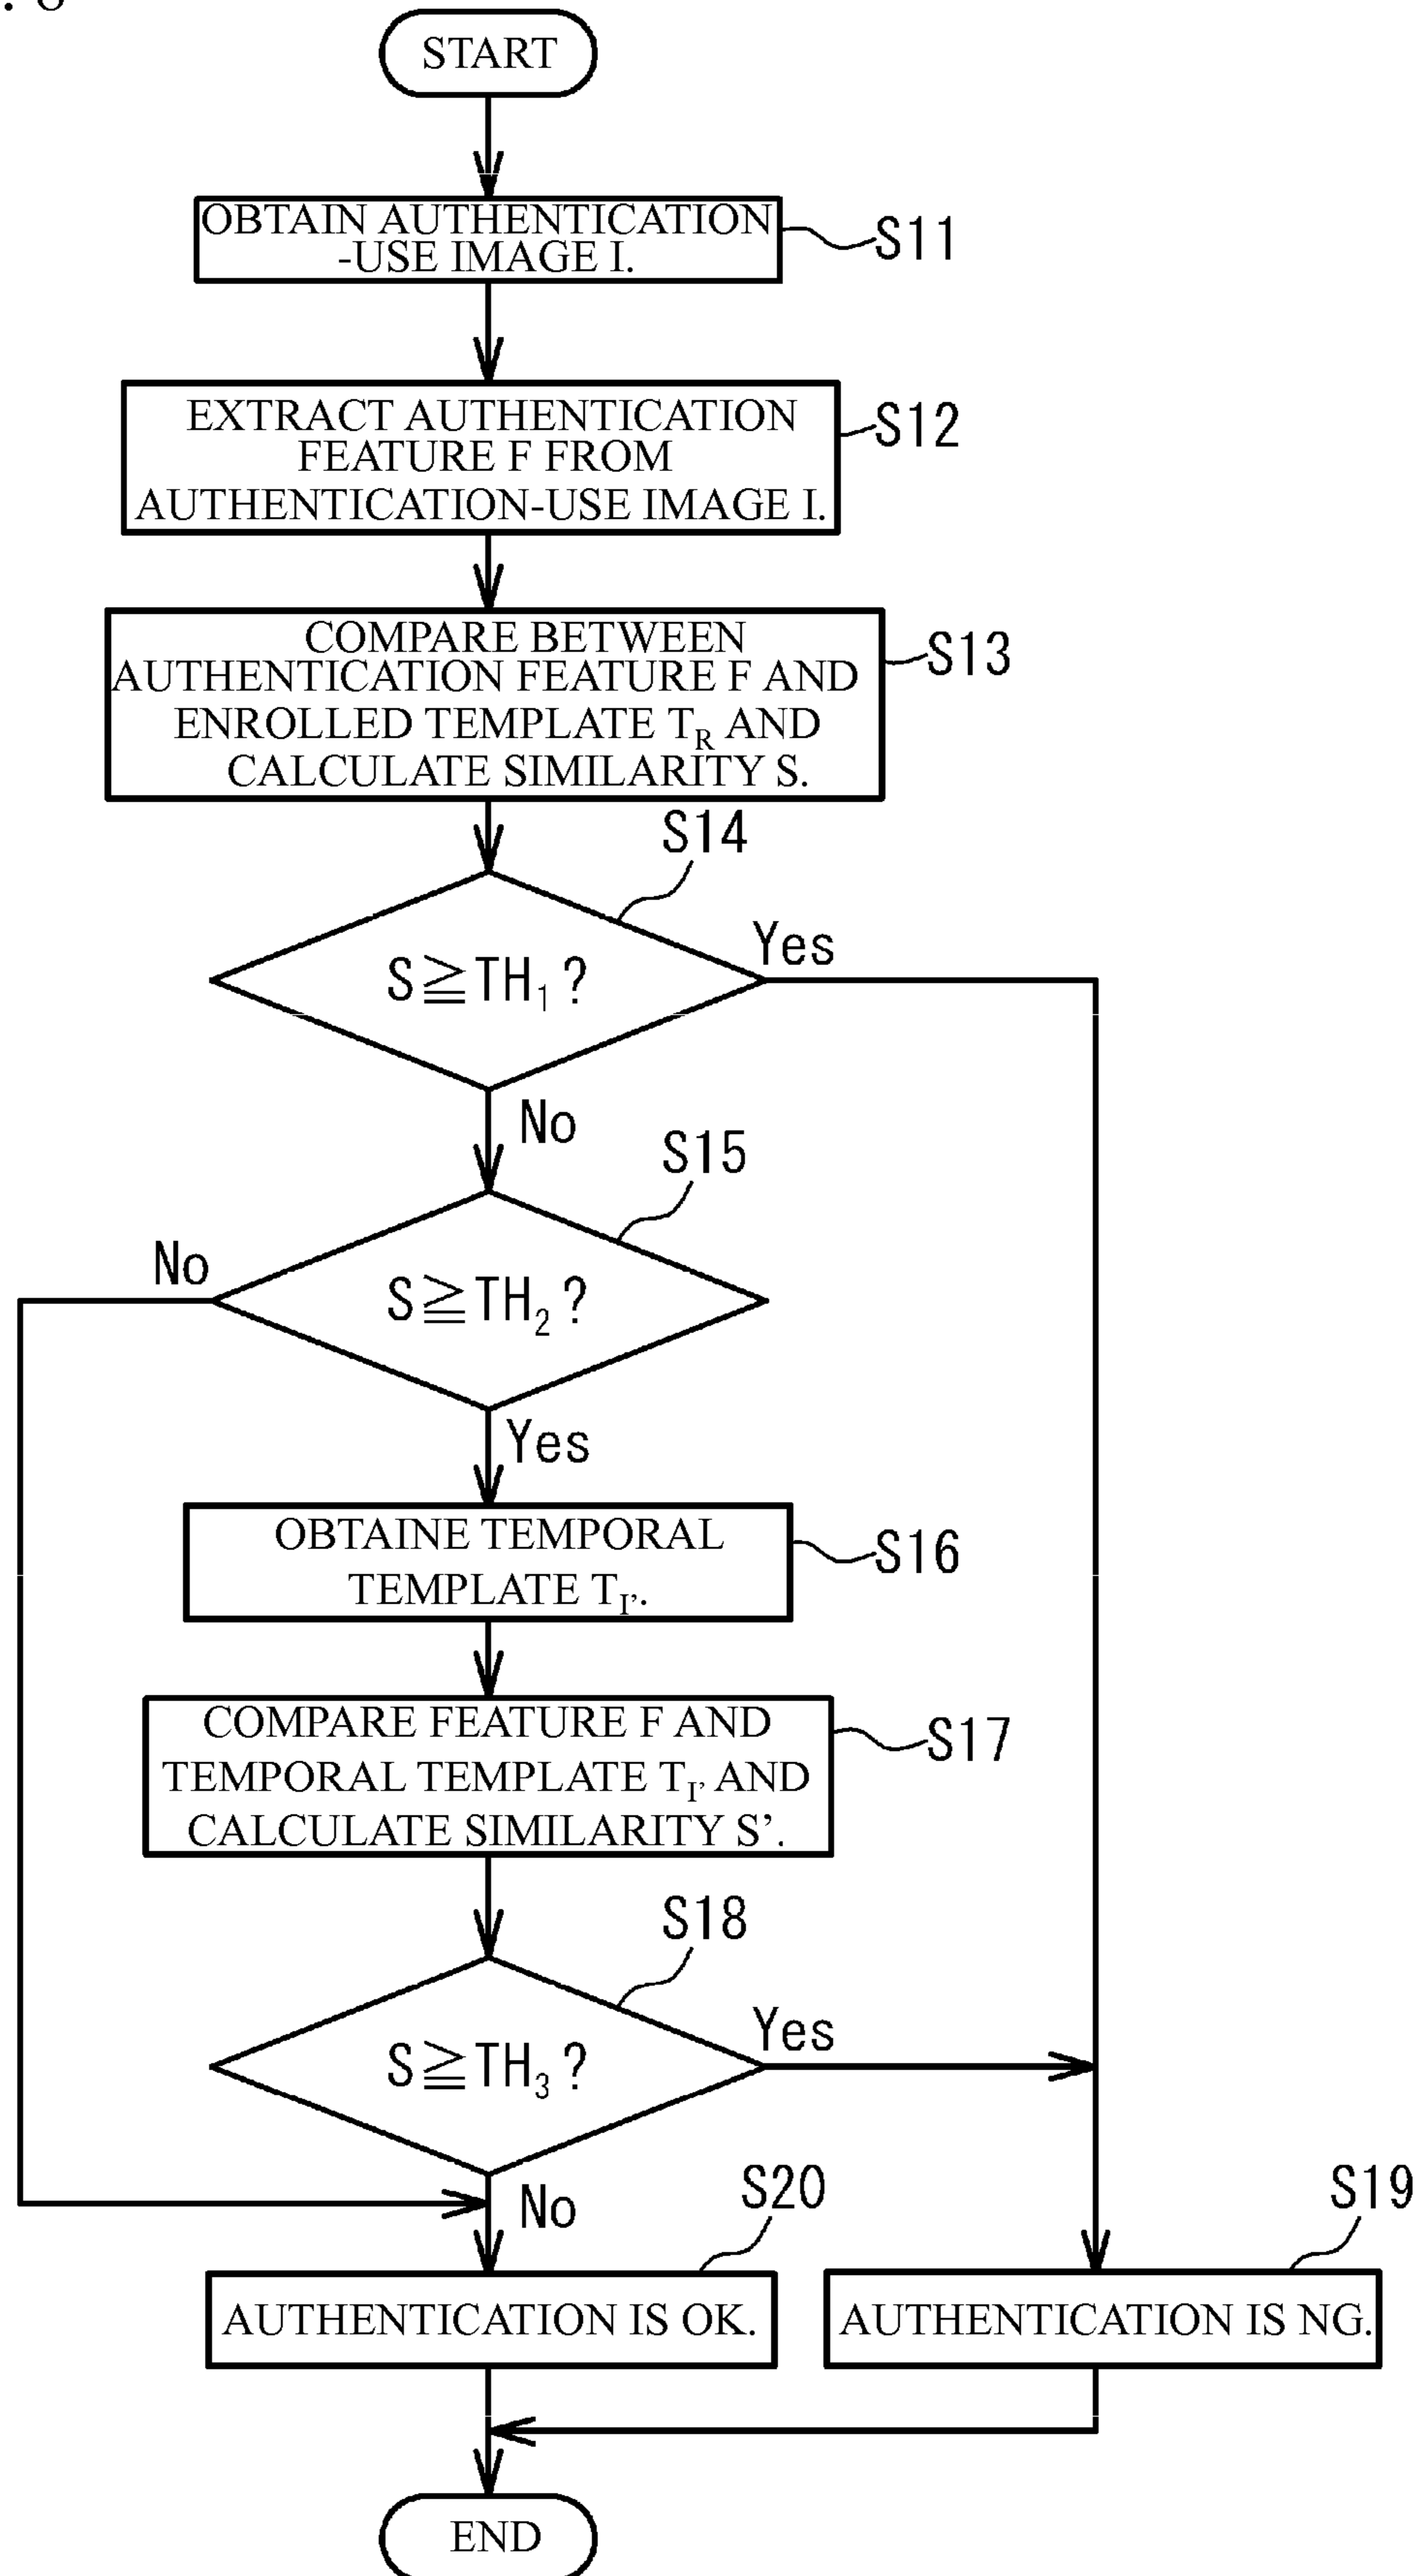 . 8
START
OBTAIN AUTHENTICATION
-USE IMAGE I.
S11
EXTRACT AUTHENTICATION
FEATURE F FROM
AUTHENTICATION-USE IMAGE I.
S12
COMPARE BETWEEN
AUTHENTICATION FEATURE F AND
ENROLLED TEMPLATE TR AND
CALCULATE SIMILARITY S.
S13
S14
S≧TH1?
Yes
No
S15
No
S≧TH2?
Yes
OBTAINE TEMPORAL
TEMPLATE TI'.
S16
COMPARE FEATURE F AND
TEMPORAL TEMPLATE TI' AND
CALCULATE SIMILARITY S'.
S17
S18
S≧TH3?
Yes
No
S20
S19
AUTHENTICATION IS OK.
AUTHENTICATION IS NG.
END